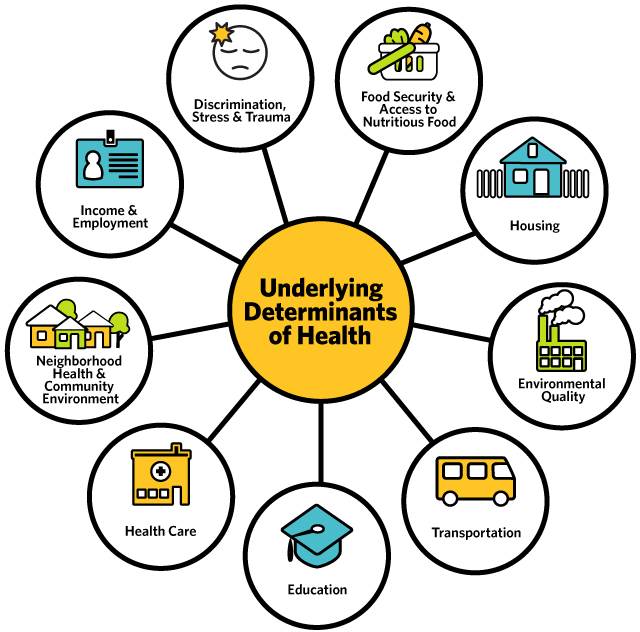 Underlying
Determinants
of Health
Discrimination,
Stress & Trauma
Food Security &
Access to
Nutritious Food
Housing
Environmental
Quality
Transportation
Education
Health Care
Neighborhood
Health &
Community
Environment
Income &
Employment